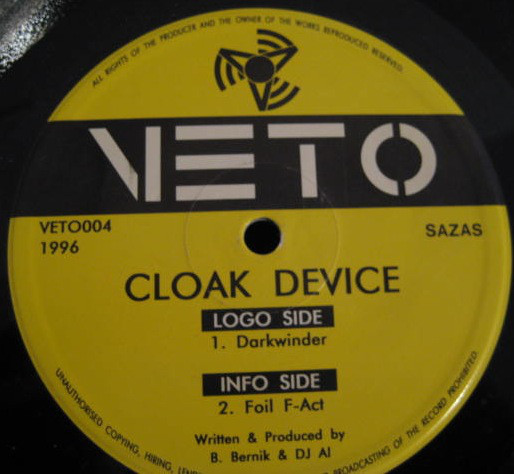 ALL RIGHTS OF THE PRODUCER AND THE OWNER OF THE WORKS REPRODUCED RESERVED.
VETO
VETO004
1996
SAZAS
CLOAK DEVICE
LOGO SIDE
1. Darkwinder
INFO SIDE
2. Foil F-Act
Written & Produced by
B. Bernik & DJ Al
UNAUTHORISED COPYING, HIRING, BROADCASTING OF THE RECORD PROHIBITED.